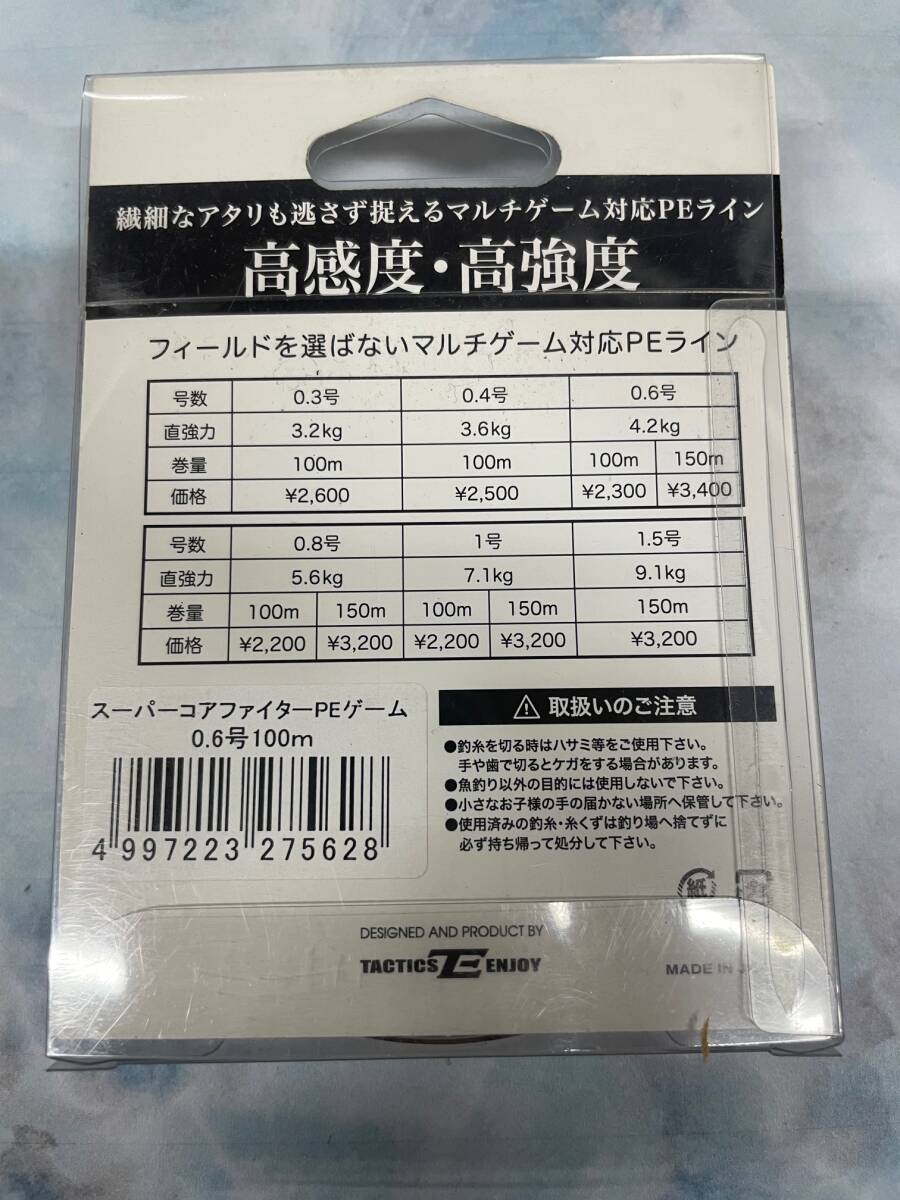 繊細なアタリも逃さず捉えるマルチゲーム対応PEライン
高感度・高強度
フィールドを選ばないマルチゲーム対応PEライン
号数 0.3号 0.4号 0.6号
直強力 3.2kg 3.6kg 4.2kg
巻量 100m 100m 100m 150m
価格 ¥2,600 ¥2,500 ¥2,300 ¥3,400
号数 0.8号 1号 1.5号
直強力 5.6kg 7.1kg 9.1kg
巻量 100m 150m 100m 150m 150m
価格 ¥2,200 ¥3,200 ¥2,200 ¥3,200 ¥3,200
スーパーコアファイターPEゲーム
0.6号100m
4 997223 275628
⚠ 取扱いのご注意
●釣糸を切る時はハサミ等をご使用下さい。
手や歯で切るとケガをする場合があります。
●魚釣り以外の目的には使用しないで下さい。
●小さなお子様の手の届かない場所へ保管して下さい。
●使用済みの釣糸・糸くずは釣り場へ捨てずに
必ず持ち帰って処分して下さい。
紙
DESIGNED AND PRODUCT BY
TACTICS TE ENJOY
MADE IN